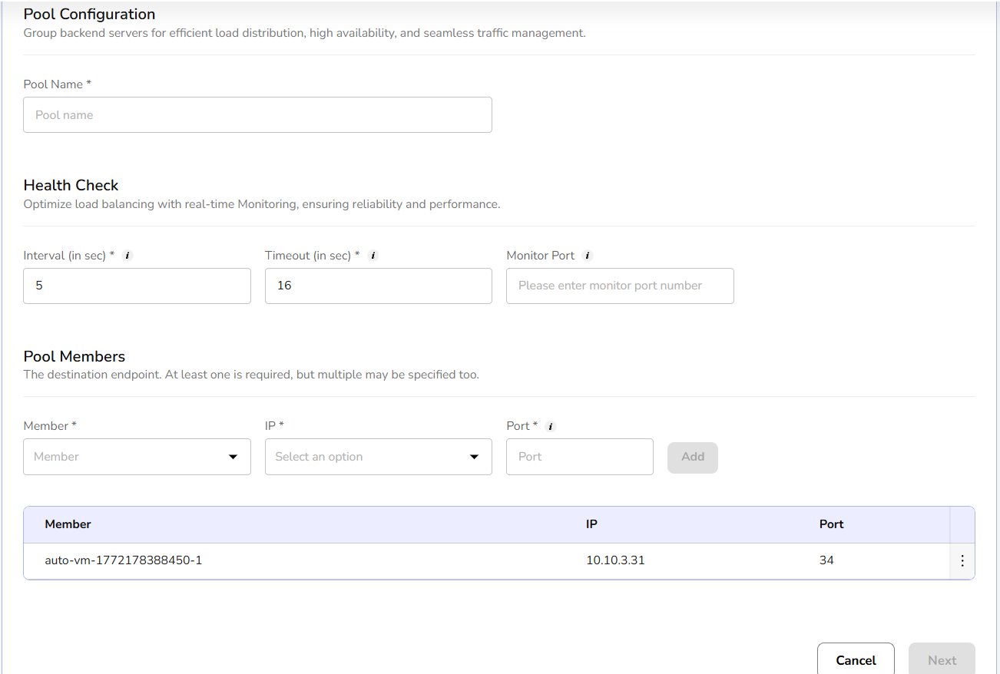 Pool Configuration
Group backend servers for efficient load distribution, high availability, and seamless traffic management.
Pool Name *
Pool name
Health Check
Optimize load balancing with real-time Monitoring, ensuring reliability and performance.
Interval (in sec) * i Timeout (in sec) * i Monitor Port i
5 16 Please enter monitor port number
Pool Members
The destination endpoint. At least one is required, but multiple may be specified too.
Member * IP * Port * i
Member Select an option Port Add
Member IP Port
auto-vm-1772178388450-1 10.10.3.31 34
Cancel Next